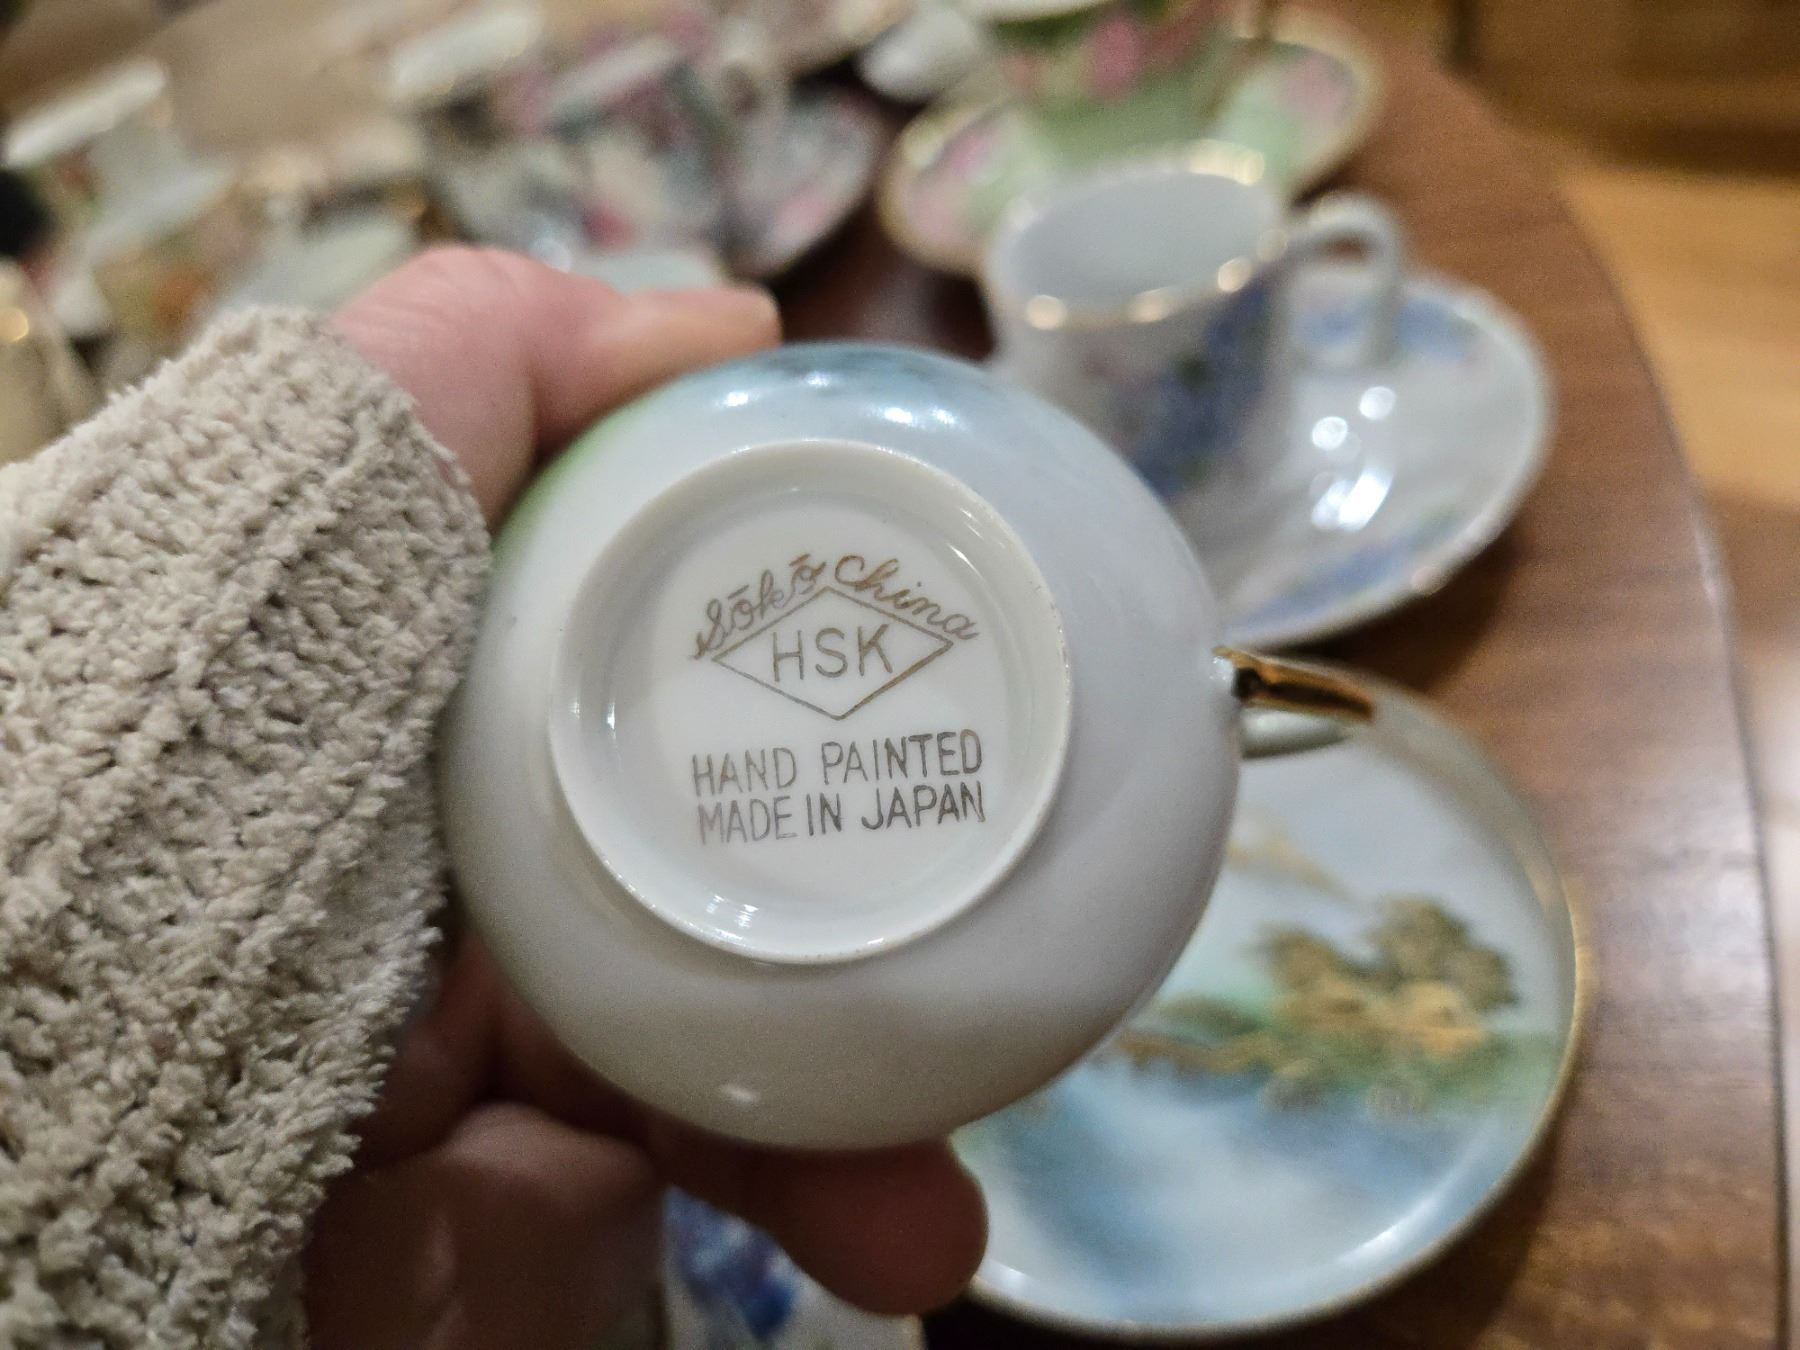 Sōkō China
HSK
HAND PAINTED
MADE IN JAPAN